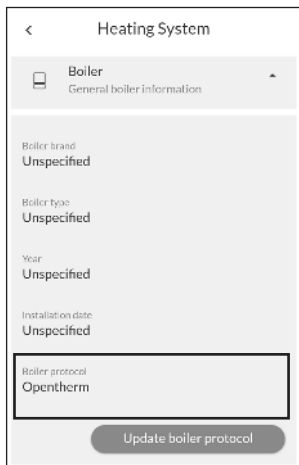 Heating System
Boiler
General boiler information
Boiler brand
Unspecified
Boiler type
Unspecified
Year
Unspecified
Installation date
Unspecified
Boiler protocol
Opentherm
Update boiler protocol